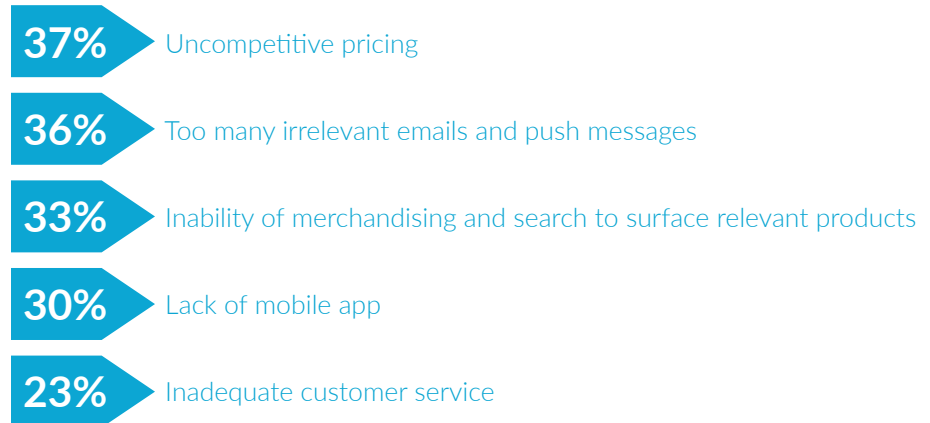 37% Uncompetitive pricing
36% Too many irrelevant emails and push messages
33% Inability of merchandising and search to surface relevant products
30% Lack of mobile app
23% Inadequate customer service